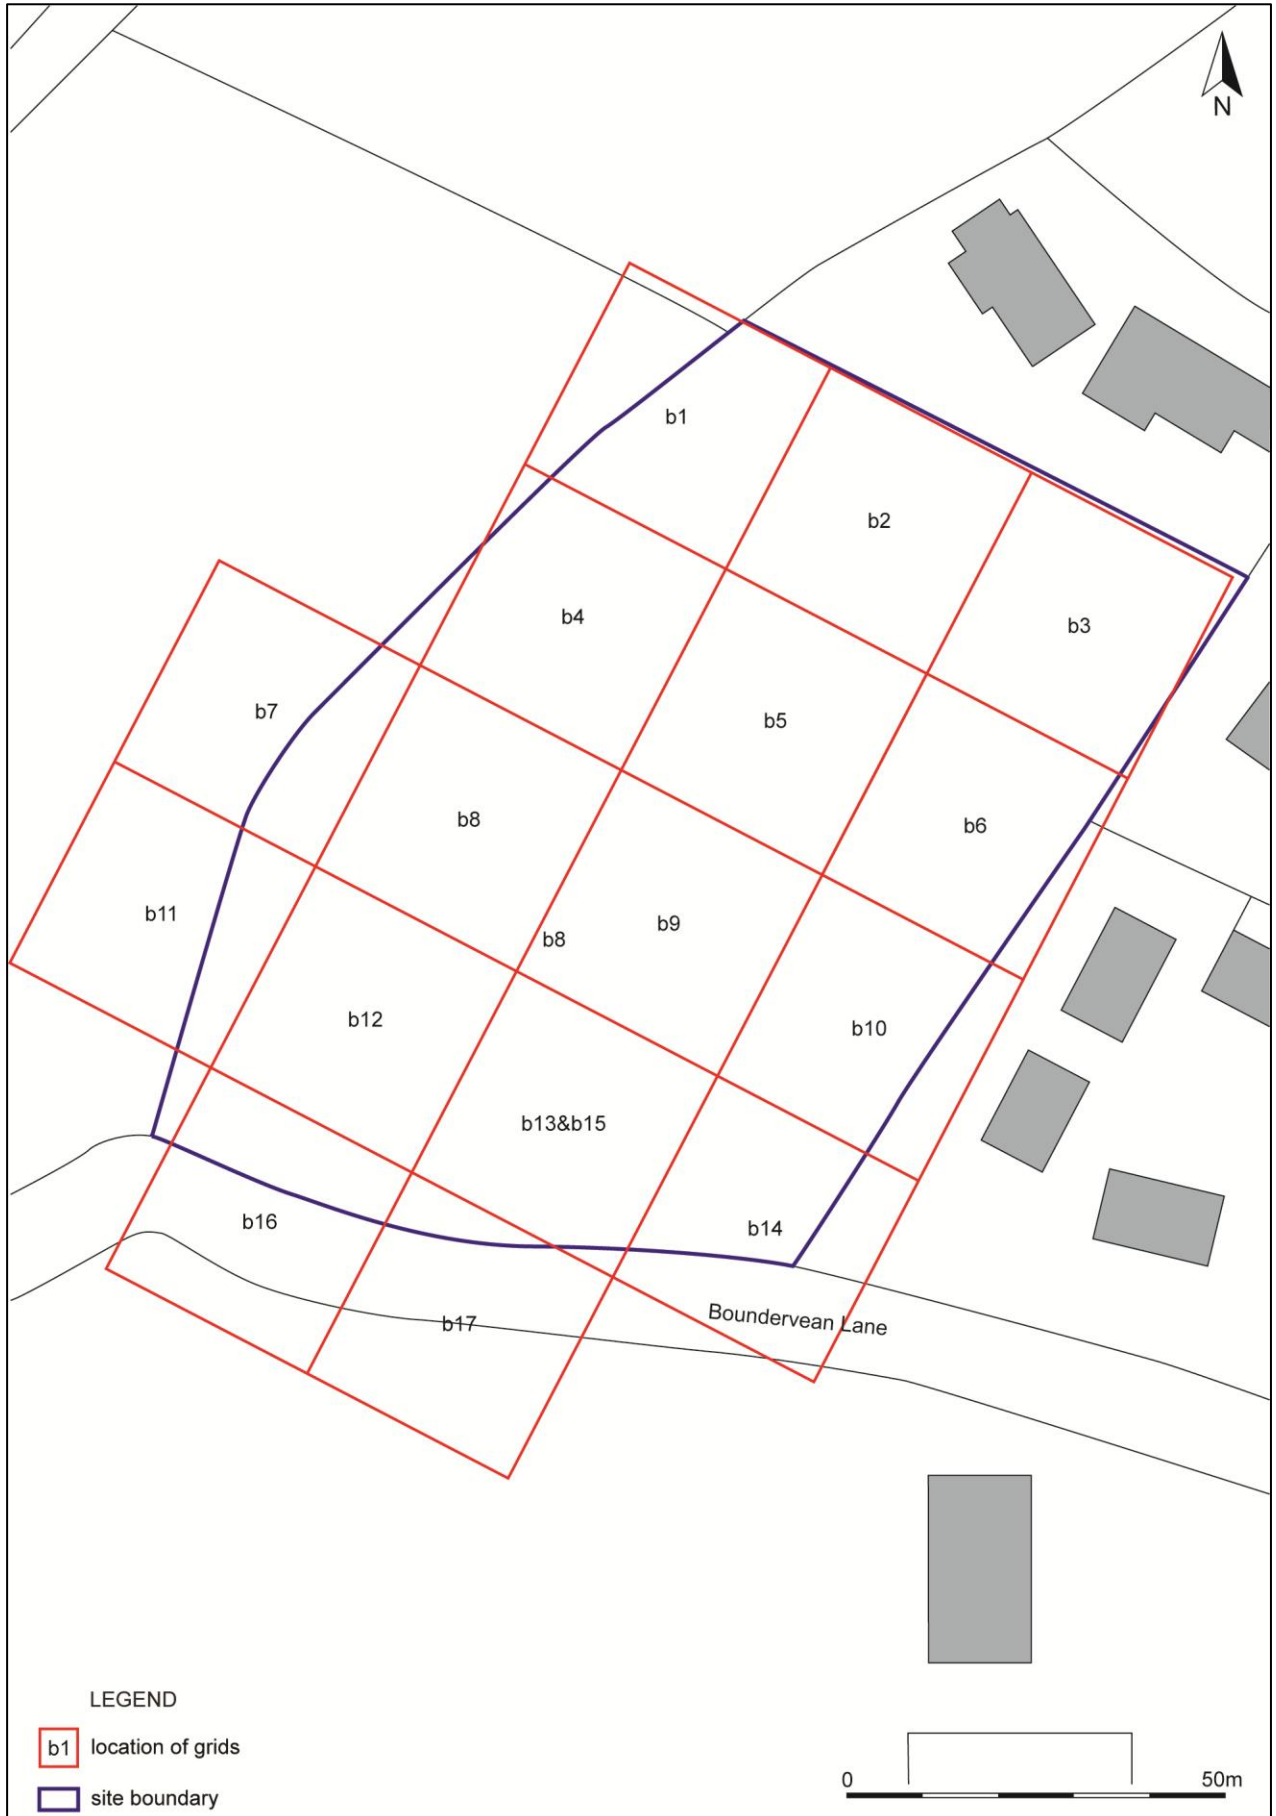 N
b1
b2
b4
b3
b7
b5
b8
b6
b11
b9
b8
b12
b10
b13&b15
b16
b14
b17
Boundervean Lane
LEGEND
b1 location of grids
site boundary
0 50m